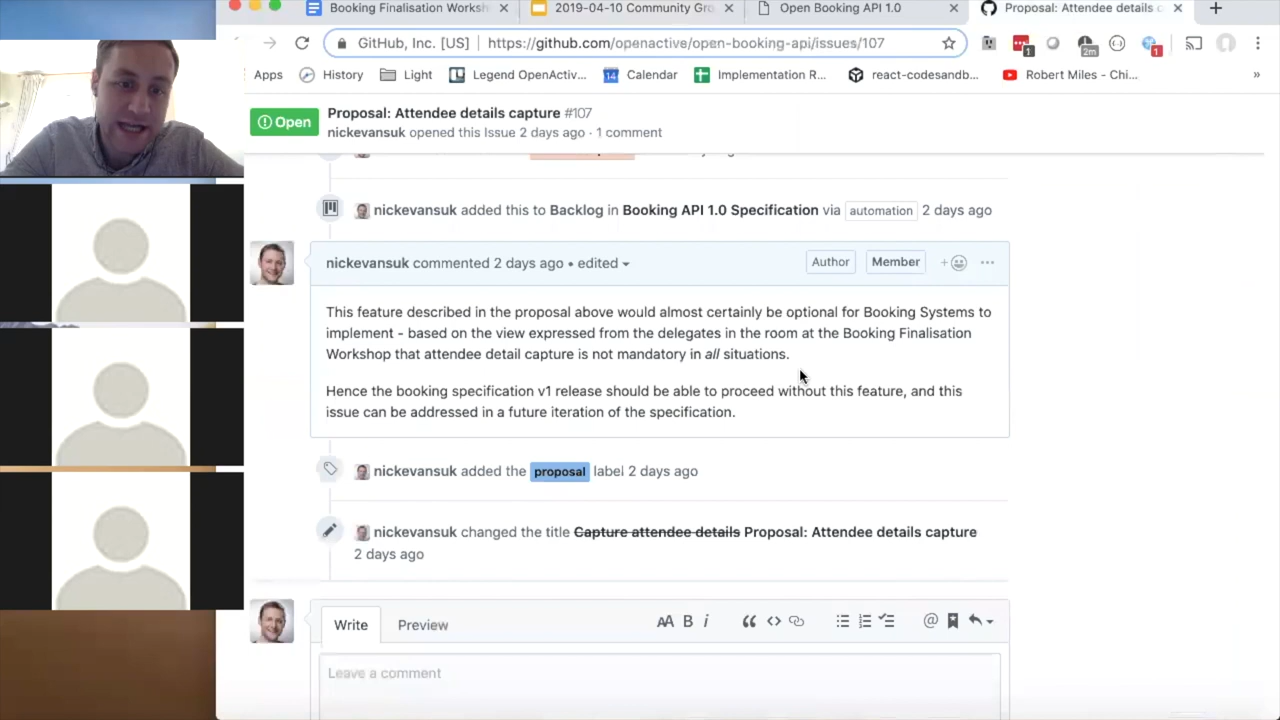 Booking Finalisation Worksh
2019-04-10 Community Gro
Open Booking API 1.0
Proposal: Attendee details c
GitHub, Inc. [US]
https://github.com/openactive/open-booking-api/issues/107
1
2m
1
Apps
History
Light
Legend OpenActiv...
14
Calendar
Implementation R...
react-codesandb...
Robert Miles - Chi...
»
Open
Proposal: Attendee details capture #107
nickevansuk opened this Issue 2 days ago · 1 comment
nickevansuk added this to Backlog in Booking API 1.0 Specification via automation 2 days ago
nickevansuk commented 2 days ago • edited
Author
Member
This feature described in the proposal above would almost certainly be optional for Booking Systems to
implement - based on the view expressed from the delegates in the room at the Booking Finalisation
Workshop that attendee detail capture is not mandatory in all situations.
Hence the booking specification v1 release should be able to proceed without this feature, and this
issue can be addressed in a future iteration of the specification.
nickevansuk added the proposal label 2 days ago
nickevansuk changed the title Capture attendee details Proposal: Attendee details capture
2 days ago
Write
Preview
AA B i
Leave a comment